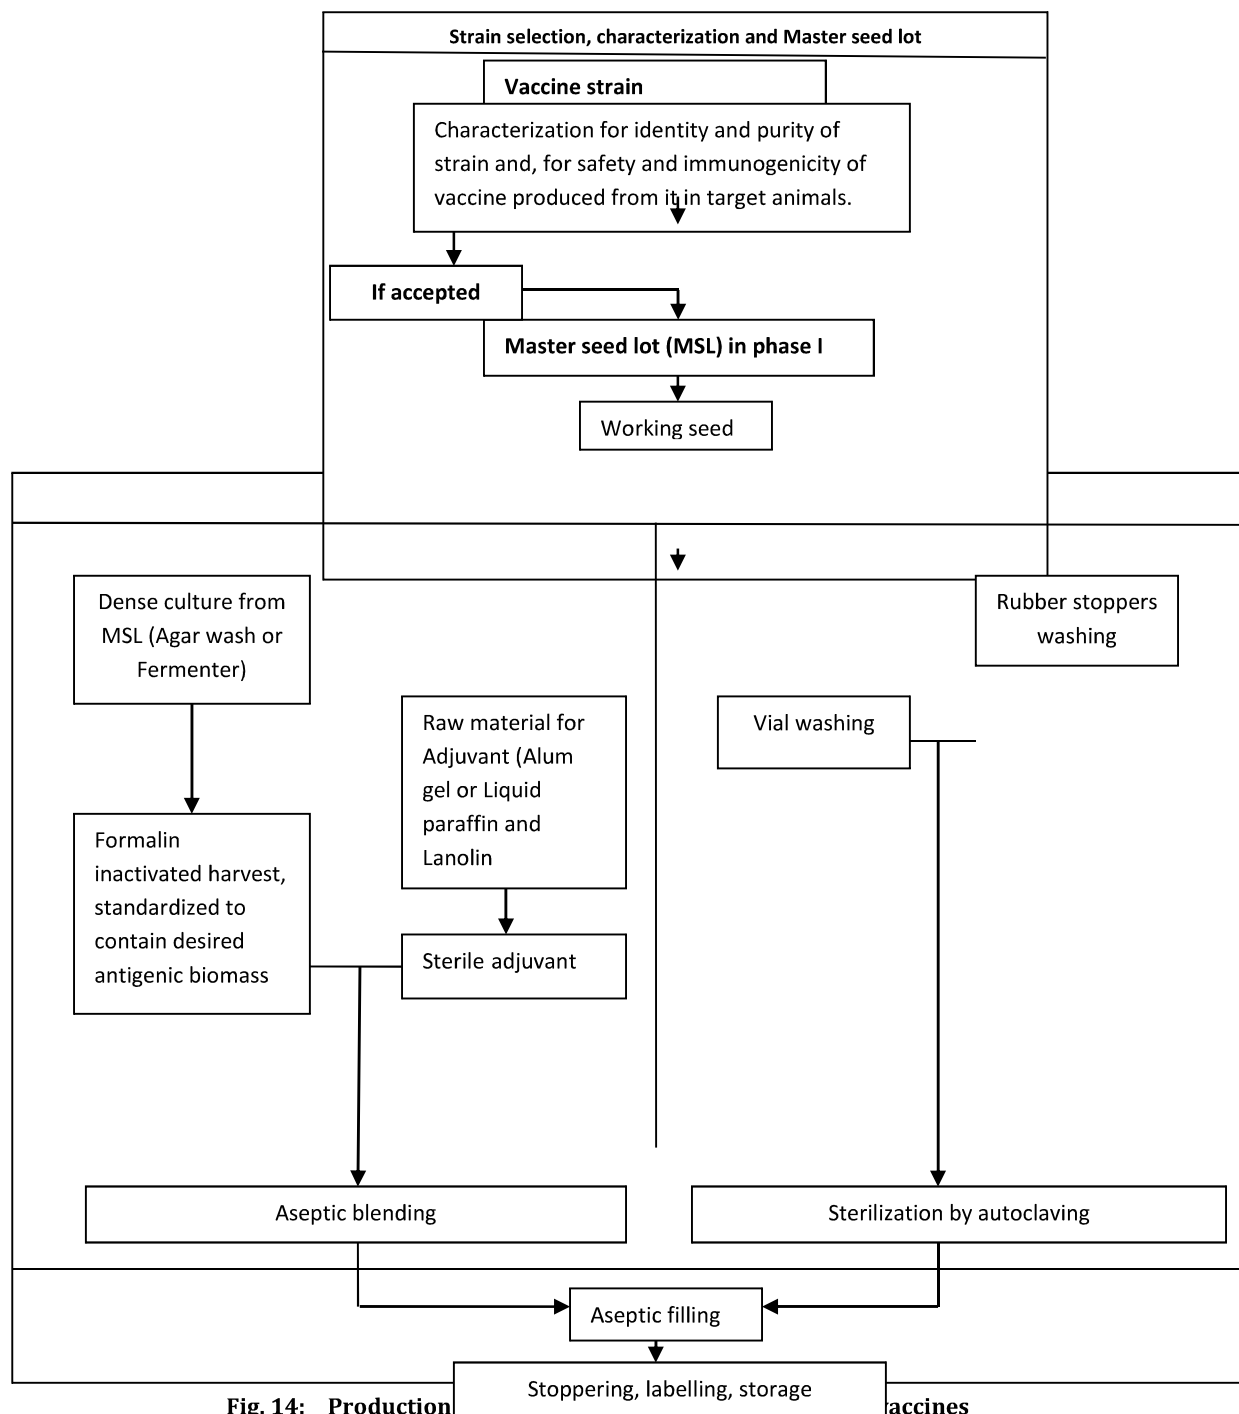 Strain selection, characterization and Master seed lot
Vaccine strain
Characterization for identity and purity of
strain and, for safety and immunogenicity of
vaccine produced from it in target animals.
If accepted
Master seed lot (MSL) in phase I
Working seed
Dense culture from
MSL (Agar wash or
Fermenter)
Rubber stoppers
washing
Raw material for
Adjuvant (Alum
gel or Liquid
paraffin and
Lanolin
Vial washing
Formalin
inactivated harvest,
standardized to
contain desired
antigenic biomass
Sterile adjuvant
Aseptic blending
Sterilization by autoclaving
Aseptic filling
Stoppering, labelling, storage
Fig. 14: Production accines